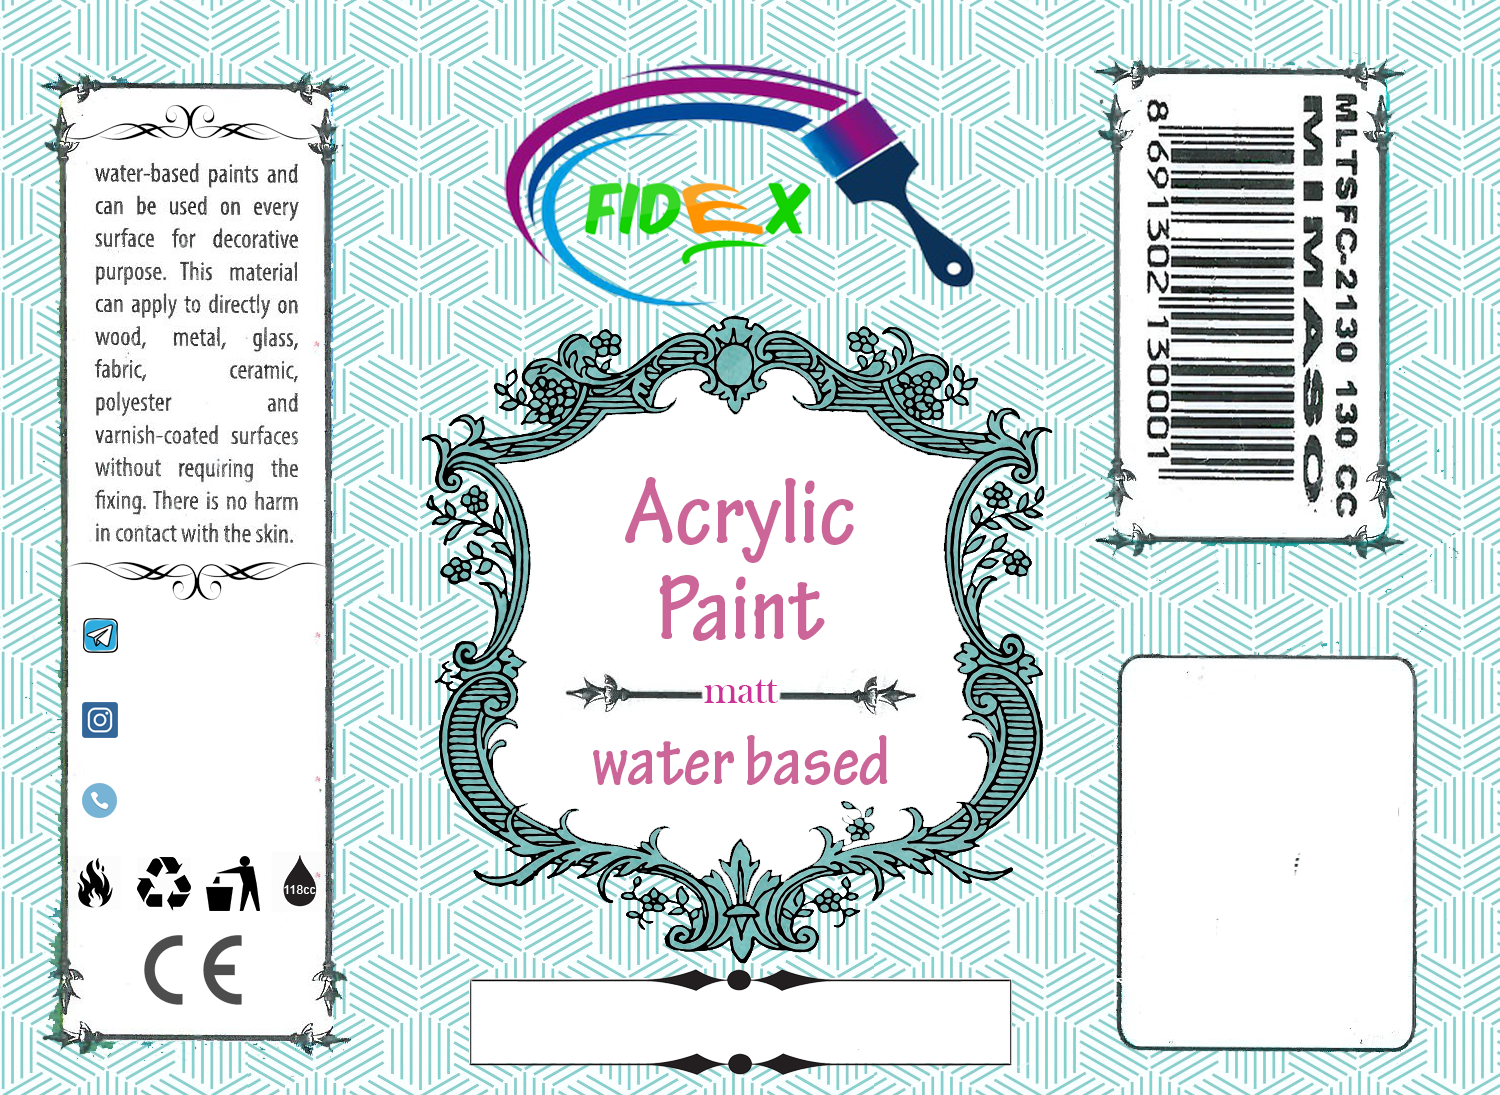 water-based paints and
can be used on every
surface for decorative
purpose. This material
can apply to directly on
wood, metal, glass,
fabric, ceramic,
polyester and
varnish-coated surfaces
without requiring the
fixing. There is no harm
in contact with the skin.
118cc
CE
FIDEX
Acrylic
Paint
matt
water based
MLTSFC-2130 130 CC
MIMASO
8 691302 130001